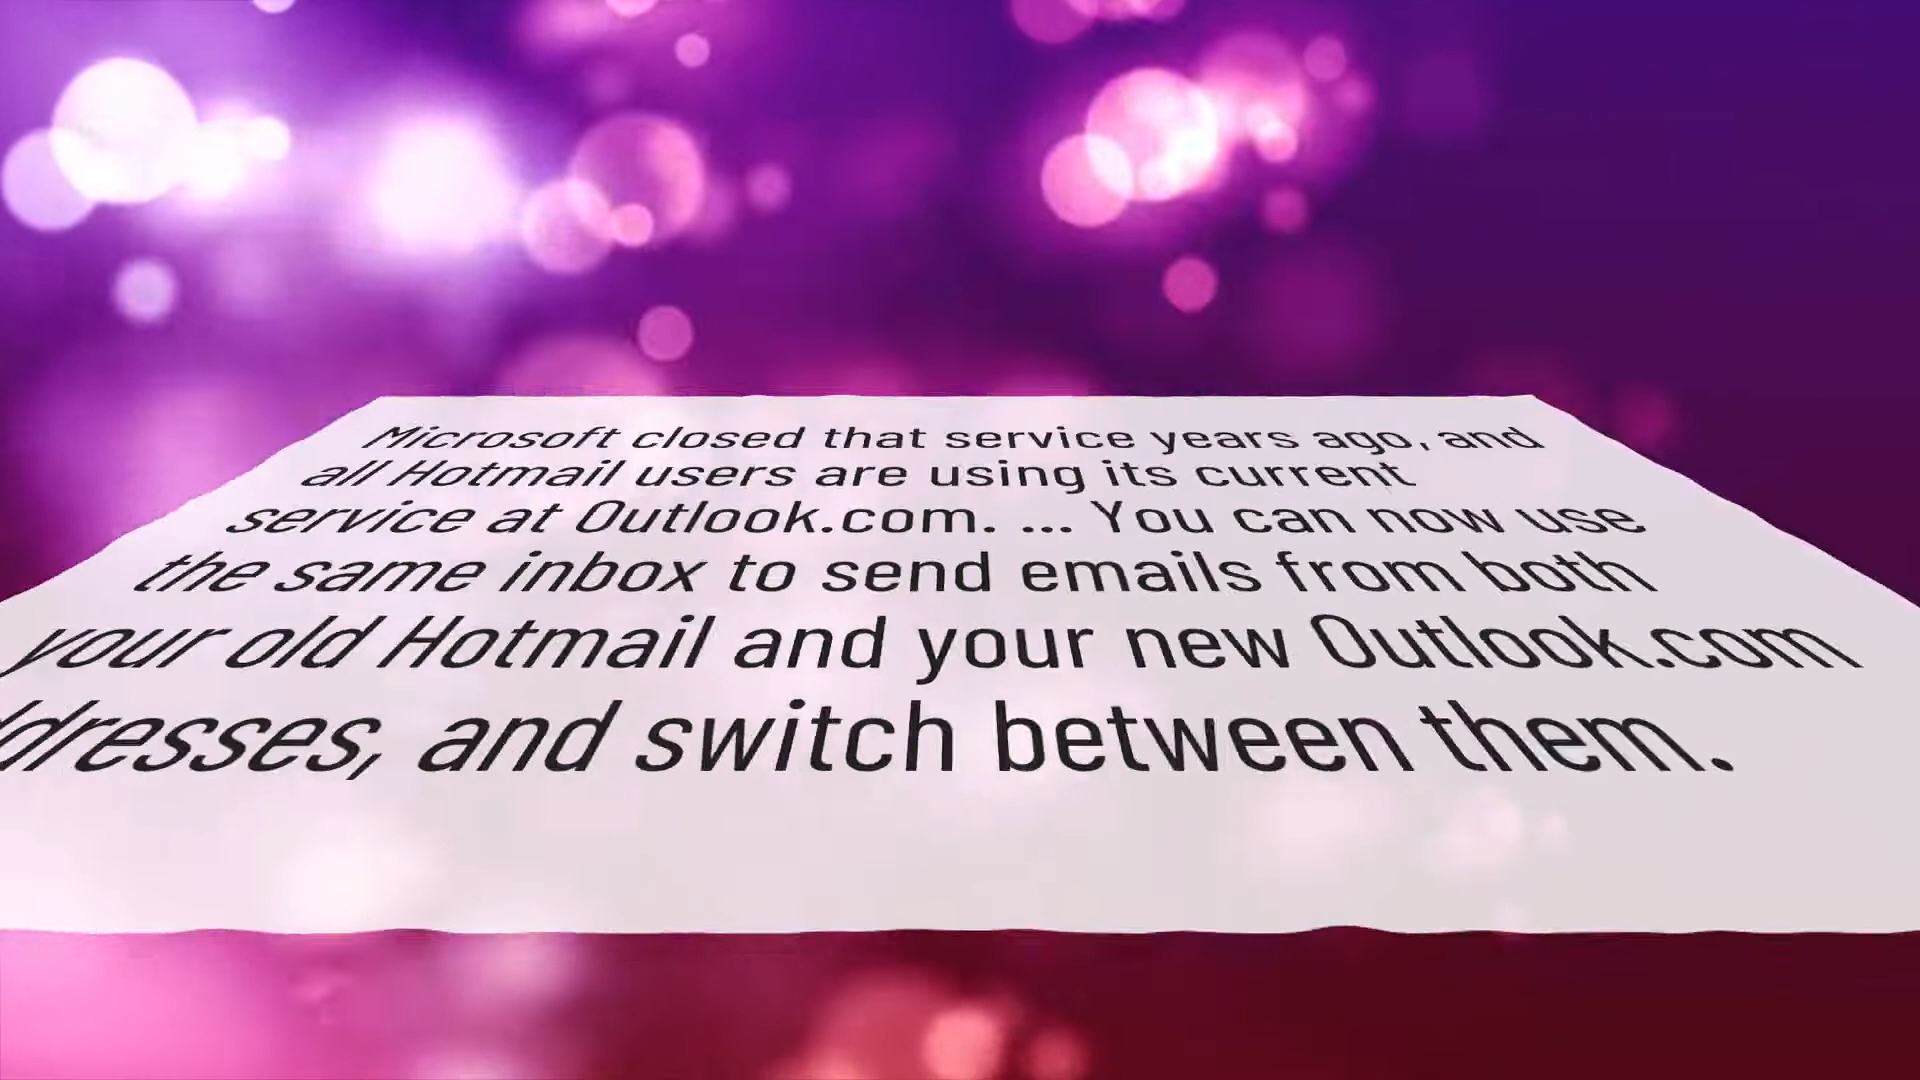 Microsoft closed that service years ago, and
all Hotmail users are using its current
service at Outlook.com. ... You can now use
the same inbox to send emails from both
your old Hotmail and your new Outlook.com
ddresses, and switch between them.